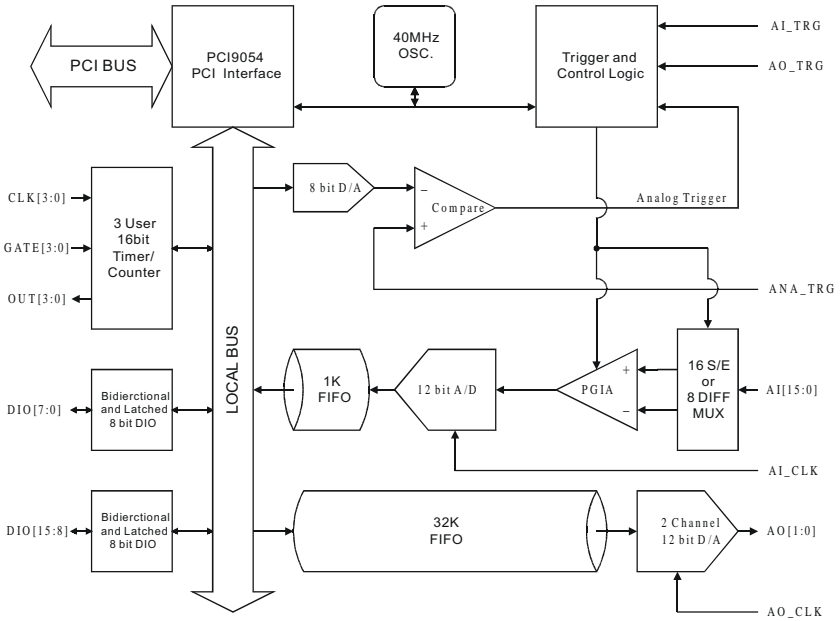 PCI BUS
PCI9054
PCI Interface
40MHz
OSC.
Trigger and
Control Logic
AI_TRG
AO_TRG
CLK[3:0]
GATE[3:0]
OUT[3:0]
3 User
16bit
Timer/
Counter
8 bit D/A
−
Compare
+
Analog Trigger
ANA_TRG
LOCAL BUS
DIO[7:0]
Bidierctional
and Latched
8 bit DIO
1K
FIFO
12 bit A/D
PGIA
+
−
16 S/E
or
8 DIFF
MUX
AI[15:0]
AI_CLK
DIO[15:8]
Bidierctional
and Latched
8 bit DIO
32K
FIFO
2 Channel
12 bit D/A
AO[1:0]
AO_CLK